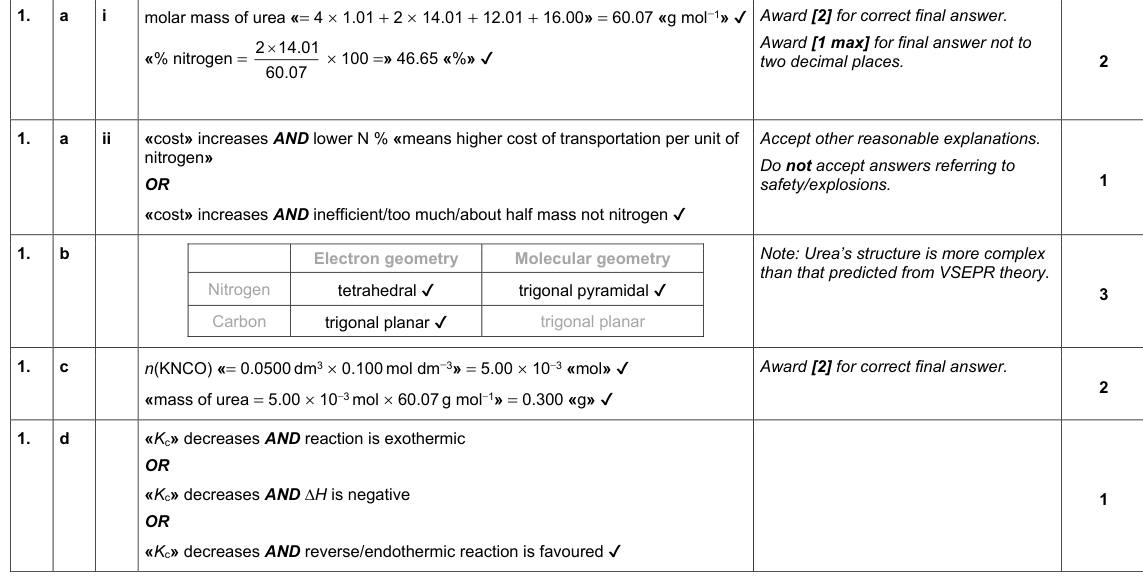 1. a i molar mass of urea «= 4 × 1.01 + 2 × 14.01 + 12.01 + 16.00» = 60.07 «g mol⁻¹» ✓ Award [2] for correct final answer.
«% nitrogen = 2×14.01 / 60.07 × 100 =» 46.65 «%» ✓ Award [1 max] for final answer not to
two decimal places. 2
1. a ii «cost» increases AND lower N % «means higher cost of transportation per unit of Accept other reasonable explanations.
nitrogen»
OR Do not accept answers referring to
safety/explosions. 1
«cost» increases AND inefficient/too much/about half mass not nitrogen ✓
1. b Note: Urea's structure is more complex
than that predicted from VSEPR theory.
Electron geometry Molecular geometry
Nitrogen tetrahedral ✓ trigonal pyramidal ✓ 3
Carbon trigonal planar ✓ trigonal planar
1. c n(KNCO) «= 0.0500 dm³ × 0.100 mol dm⁻³» = 5.00 × 10⁻³ «mol» ✓ Award [2] for correct final answer.
«mass of urea = 5.00 × 10⁻³ mol × 60.07 g mol⁻¹» = 0.300 «g» ✓ 2
1. d «Kc» decreases AND reaction is exothermic
OR
«Kc» decreases AND ΔH is negative 1
OR
«Kc» decreases AND reverse/endothermic reaction is favoured ✓